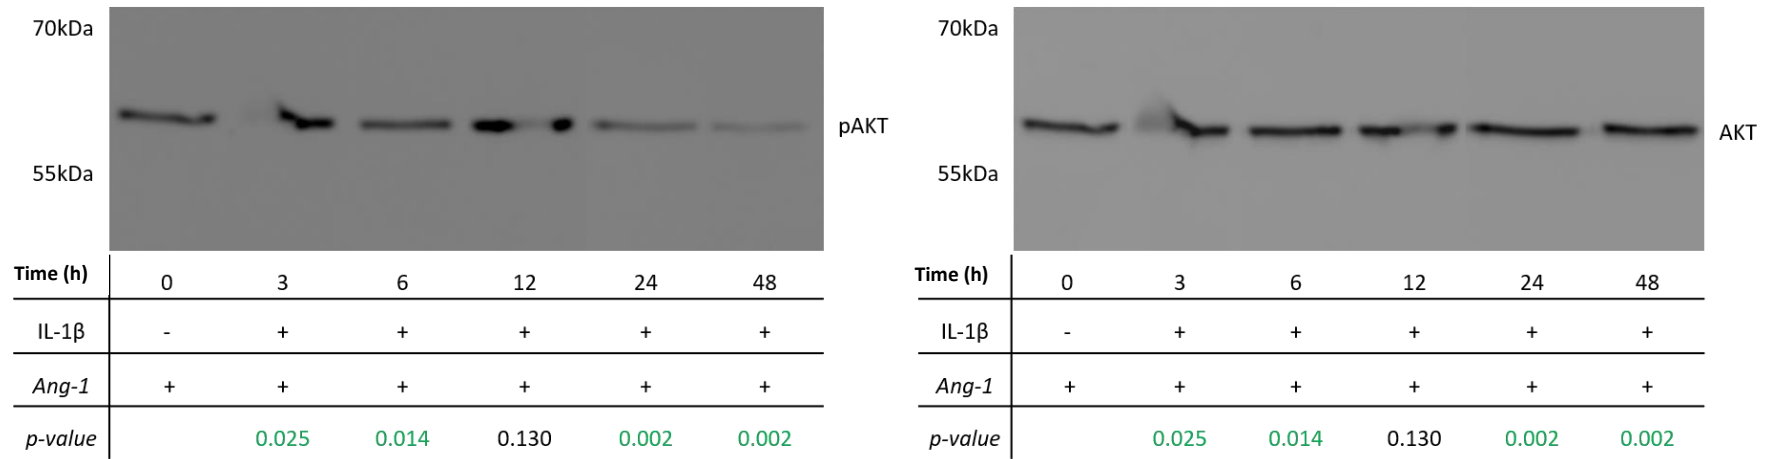 70kDa
pAKT
55kDa
Time (h) 0 3 6 12 24 48
IL-1β - + + + + +
Ang-1 + + + + + +
p-value 0.025 0.014 0.130 0.002 0.002
70kDa
AKT
55kDa
Time (h) 0 3 6 12 24 48
IL-1β - + + + + +
Ang-1 + + + + + +
p-value 0.025 0.014 0.130 0.002 0.002